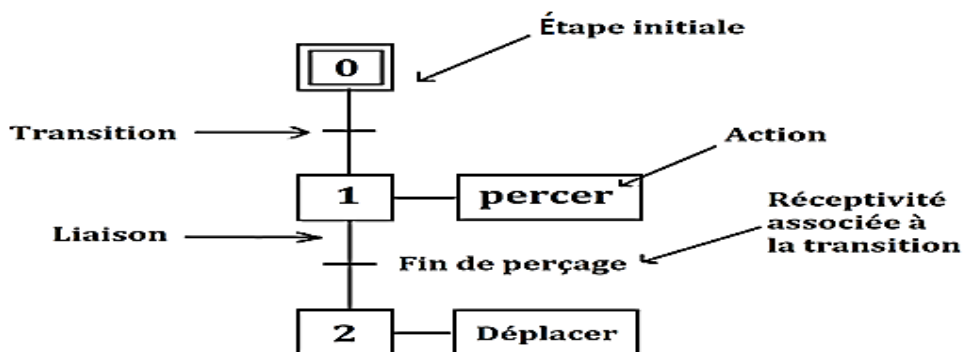 Étape initiale
0
Transition
Action
1
percer
Réceptivité
associée à
la transition
Liaison
Fin de perçage
2
Déplacer